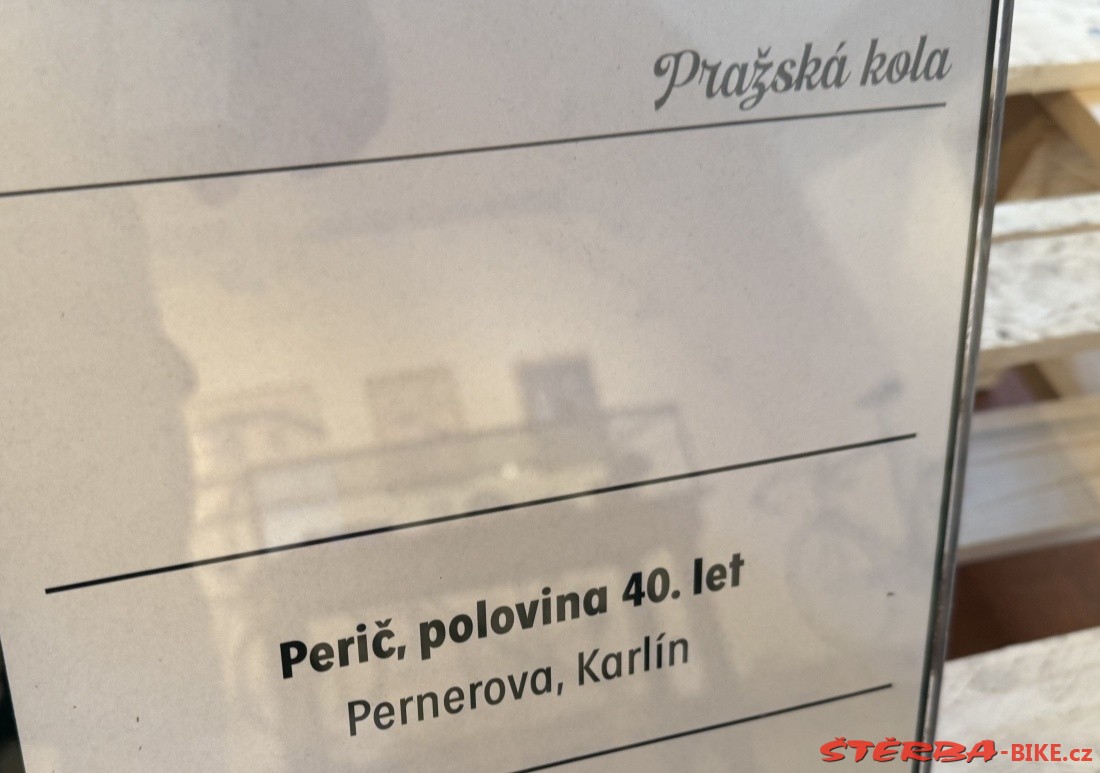 Pražská kola
Perič, polovina 40. let
Pernerova, Karlín
ŠTĚRBA-BIKE.cz